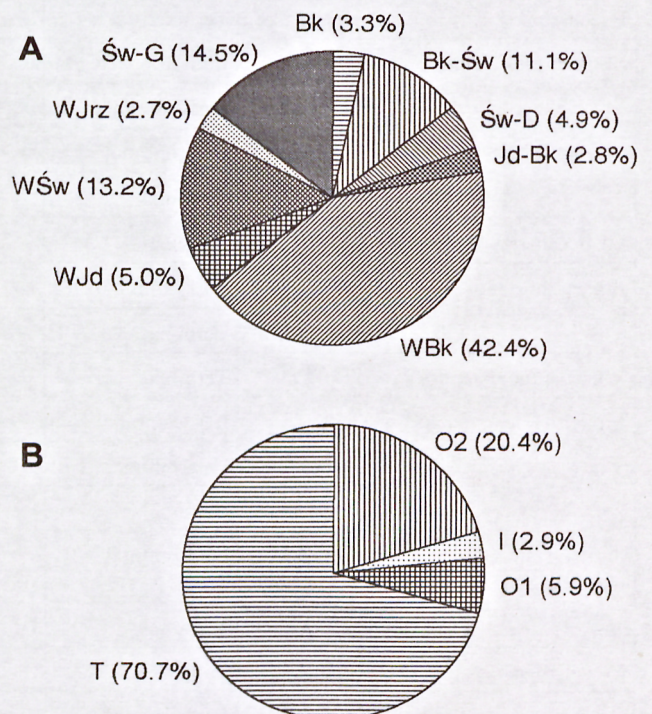 A
Bk (3.3%)
Św-G (14.5%)
Bk-Św (11.1%)
WJrz (2.7%)
Św-D (4.9%)
Jd-Bk (2.8%)
WŚw (13.2%)
WJd (5.0%)
WBk (42.4%)
B
O2 (20.4%)
I (2.9%)
O1 (5.9%)
T (70.7%)